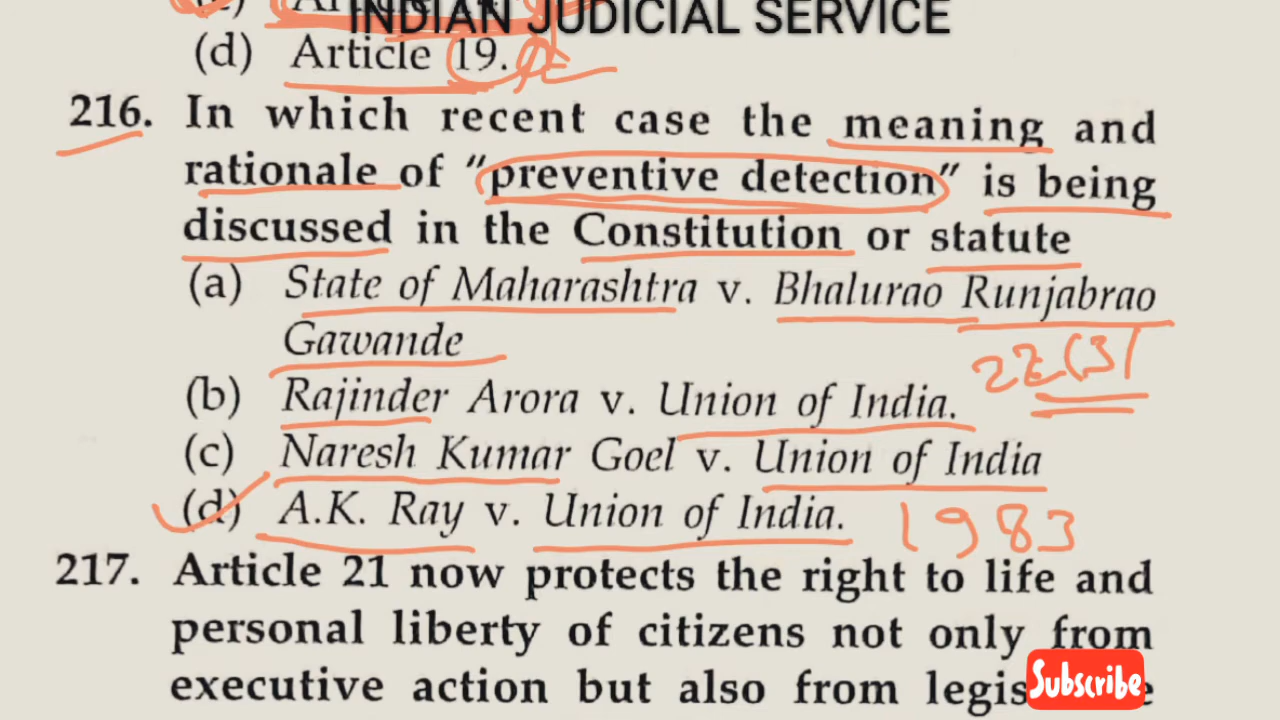 INDIAN JUDICIAL SERVICE
(d) Article 19.
216. In which recent case the meaning and
rationale of "preventive detection" is being
discussed in the Constitution or statute
(a) State of Maharashtra v. Bhalurao Runjabrao
Gawande
22(3)
(b) Rajinder Arora v. Union of India.
(c) Naresh Kumar Goel v. Union of India
(d) A.K. Ray v. Union of India. 1983
217. Article 21 now protects the right to life and
personal liberty of citizens not only from
executive action but also from
Subscribe